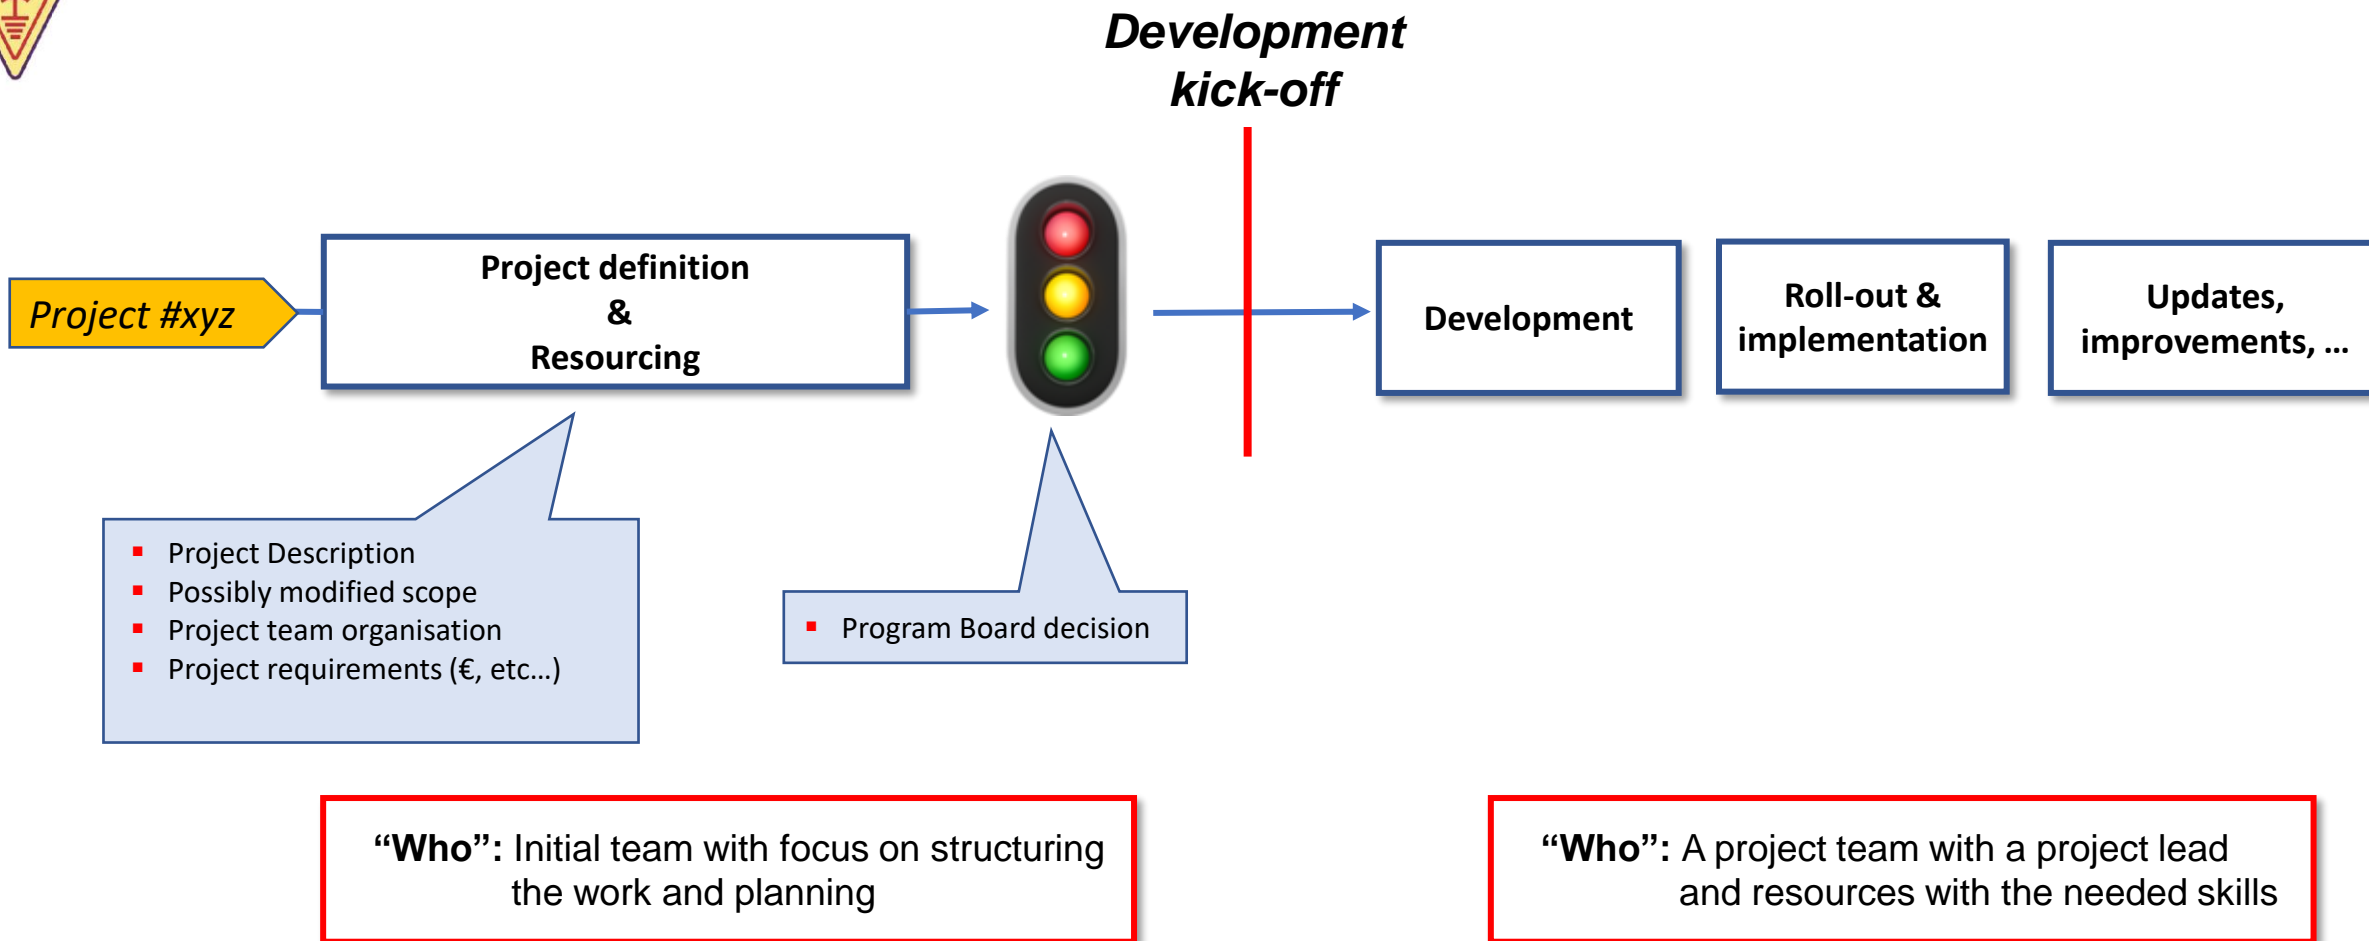 Development
kick-off
Project #xyz
Project definition
&
Resourcing
Development
Roll-out &
implementation
Updates,
improvements, ...
▪ Project Description
▪ Possibly modified scope
▪ Project team organisation
▪ Project requirements (€, etc...)
▪ Program Board decision
“Who”: Initial team with focus on structuring
the work and planning
“Who”: A project team with a project lead
and resources with the needed skills